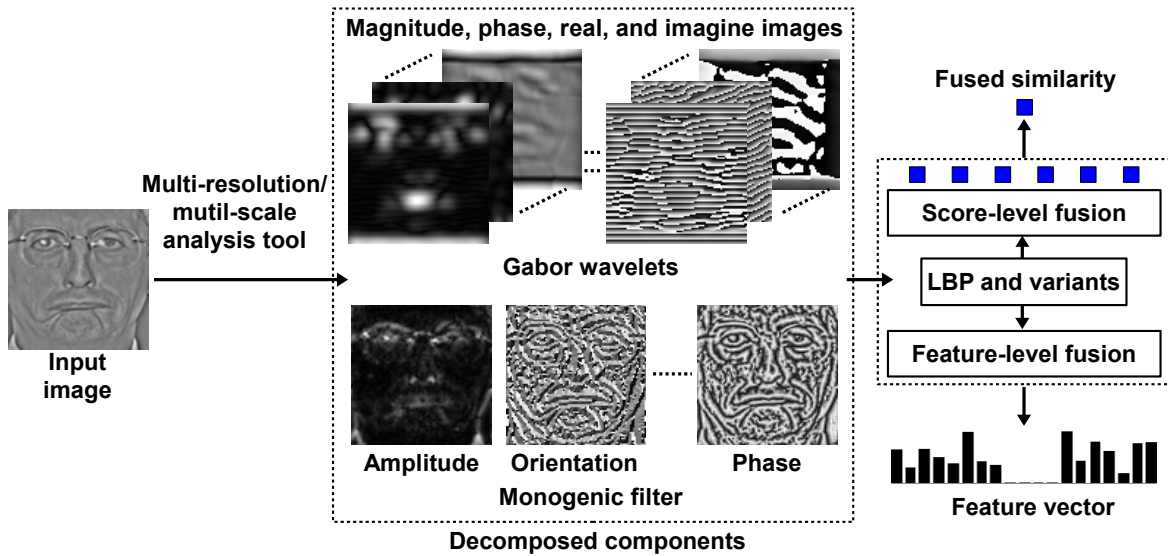 Magnitude, phase, real, and imagine images
Multi-resolution/
mutil-scale
analysis tool
Input
image
Gabor wavelets
Amplitude
Orientation
Phase
Monogenic filter
Decomposed components
Fused similarity
Score-level fusion
LBP and variants
Feature-level fusion
Feature vector